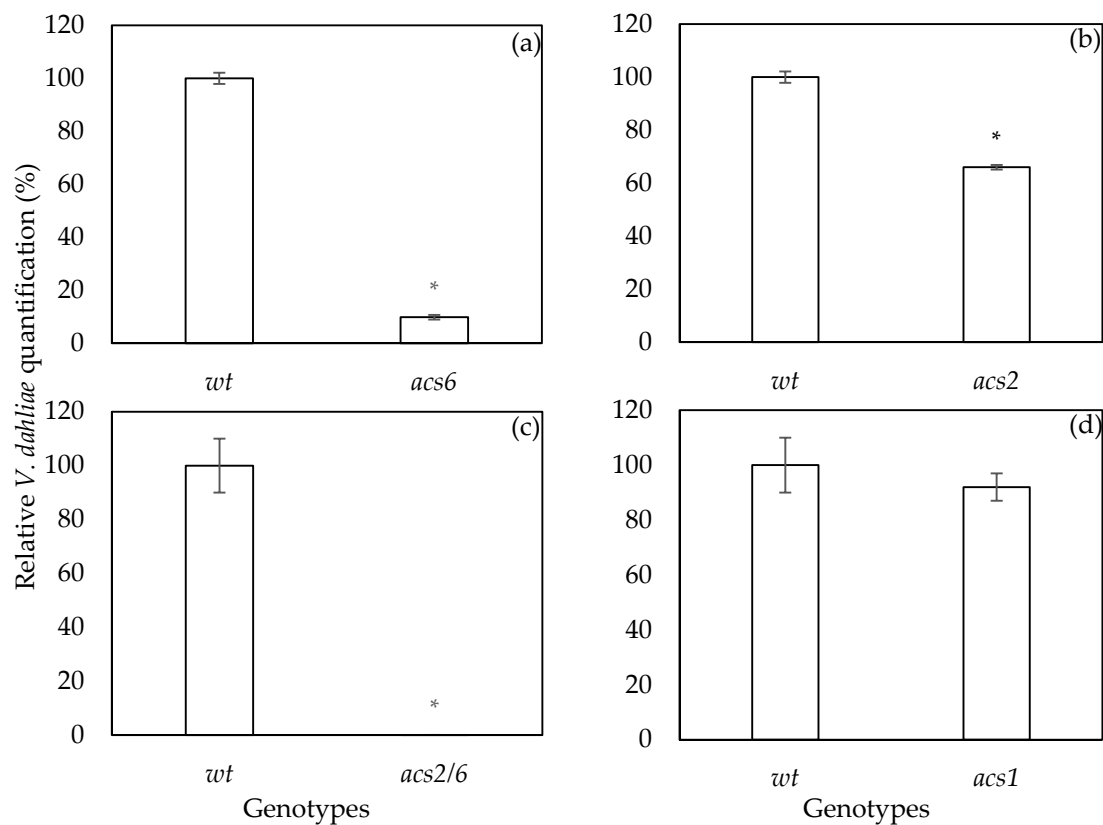 Relative V. dahliae quantification (%)
(a)
120
100
80
60
40
20
0
*
wt acs6
(b)
120
100
80
60
40
20
0
*
wt acs2
(c)
120
100
80
60
40
20
0
*
wt acs2/6
Genotypes
(d)
120
100
80
60
40
20
0
wt acs1
Genotypes